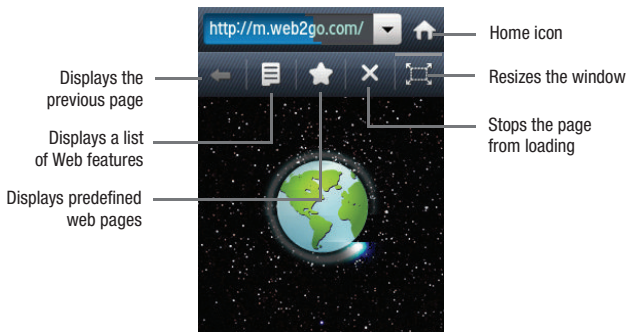 http://m.web2go.com/
Home icon
Displays the
previous page
Resizes the window
Displays a list
of Web features
Stops the page
from loading
Displays predefined
web pages